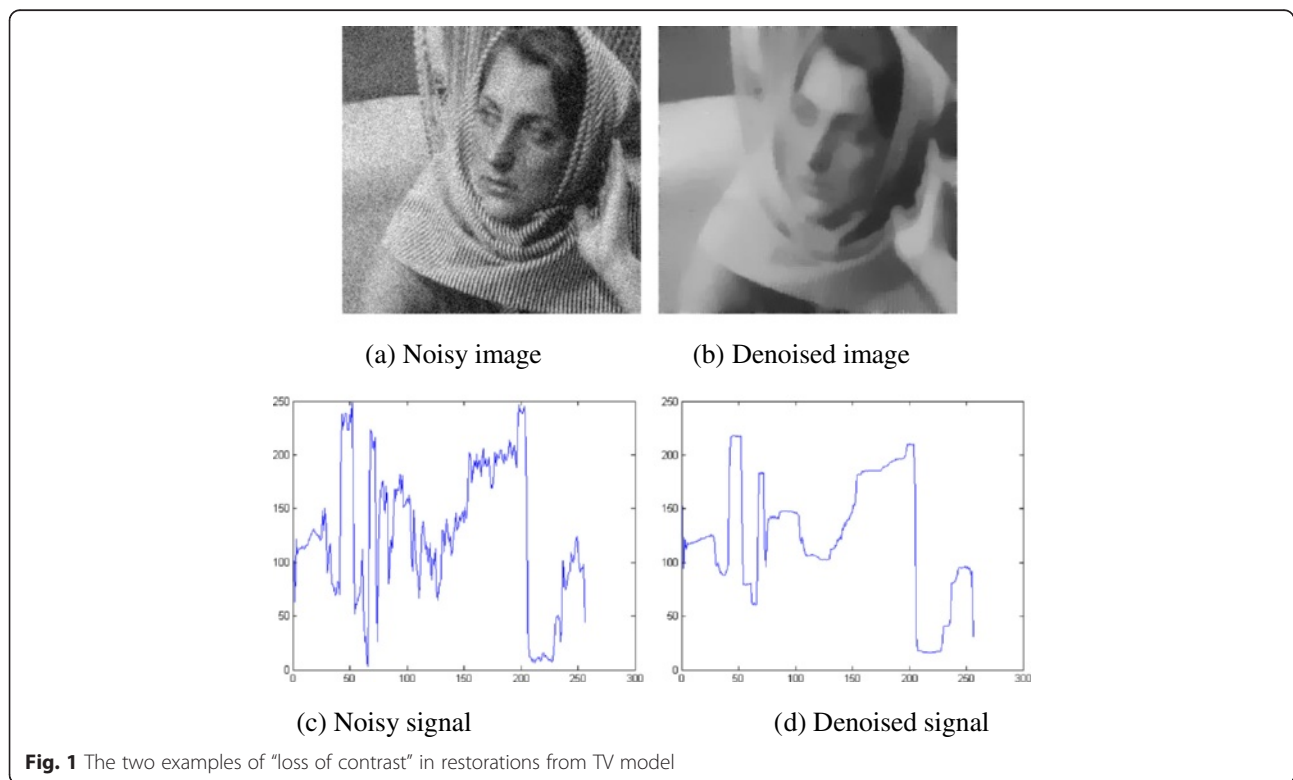 (a) Noisy image
(b) Denoised image
250
200
150
100
50
0
0 50 100 150 200 250 300
250
200
150
100
50
0
0 50 100 150 200 250 300
(c) Noisy signal
(d) Denoised signal
Fig. 1 The two examples of “loss of contrast” in restorations from TV model